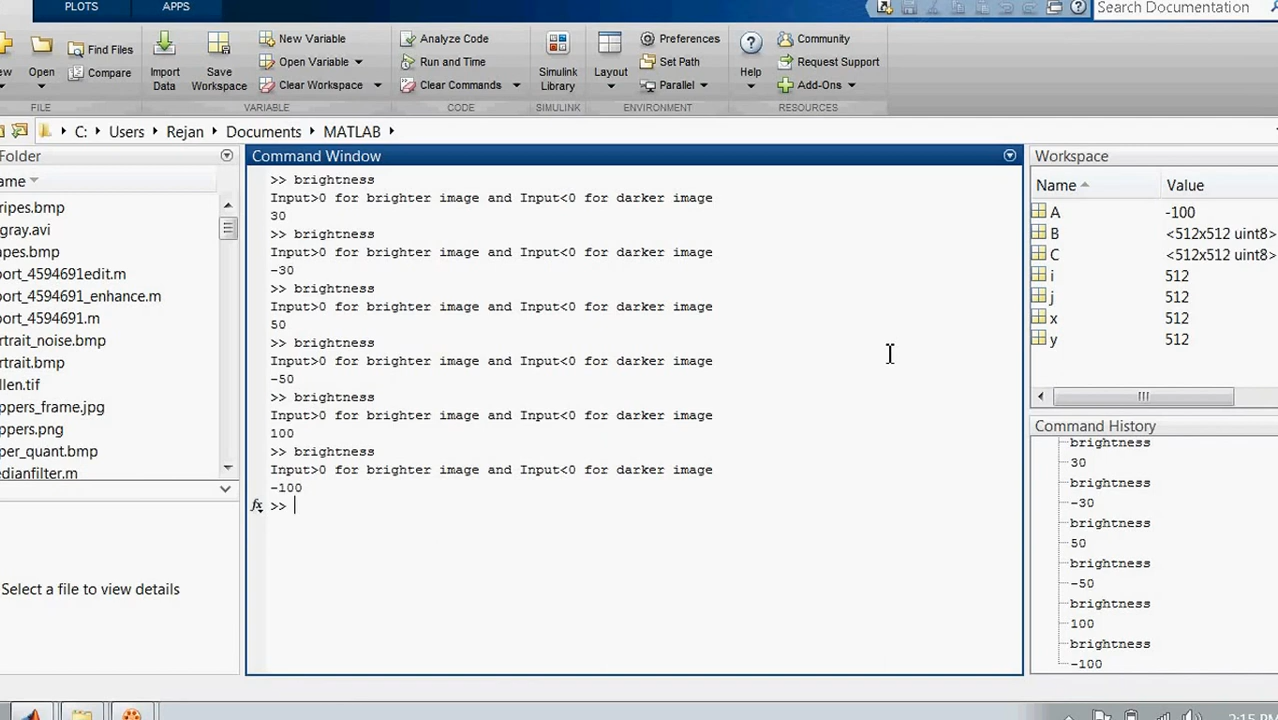 PLOTS
APPS
Search Documentation
Find Files
Compare
Open
Import
Data
Save
Workspace
New Variable
Open Variable
Clear Workspace
Analyze Code
Run and Time
Clear Commands
Simulink
Library
Layout
Preferences
Set Path
Parallel
Help
Community
Request Support
Add-Ons
FILE
VARIABLE
CODE
SIMULINK
ENVIRONMENT
RESOURCES
C:
Users
Rejan
Documents
MATLAB
Folder
ame
ripes.bmp
gray.avi
apes.bmp
port_4594691edit.m
port_4594691_enhance.m
port_4594691.m
rtrait_noise.bmp
rtrait.bmp
llen.tif
ppers_frame.jpg
ppers.png
per_quant.bmp
edianfilter.m
Select a file to view details
Command Window
>> brightness
Input>0 for brighter image and Input<0 for darker image
30
>> brightness
Input>0 for brighter image and Input<0 for darker image
-30
>> brightness
Input>0 for brighter image and Input<0 for darker image
50
>> brightness
Input>0 for brighter image and Input<0 for darker image
-50
>> brightness
Input>0 for brighter image and Input<0 for darker image
100
>> brightness
Input>0 for brighter image and Input<0 for darker image
-100
fx >>
Workspace
Name Value
A -100
B <512x512 uint8>
C <512x512 uint8>
i 512
j 512
x 512
y 512
Command History
brightness
30
brightness
-30
brightness
50
brightness
-50
brightness
100
brightness
-100